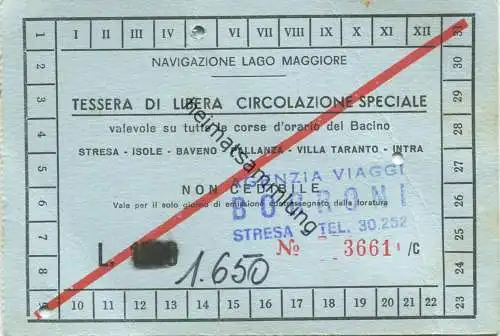 I II III IV VI VII VIII IX X XI XII
1 2 3 4 5 6 7 8 9
31 30 29 28 27 26 25 24 23
NAVIGAZIONE LAGO MAGGIORE
TESSERA DI LIBERA CIRCOLAZIONE SPECIALE
valevole su tutte le corse d'orario del Bacino
STRESA - ISOLE - BAVENO - PALLANZA - VILLA TARANTO - INTRA
NON CEDIBILE
Vale per il solo giorno di emissione contrassegnato dalla foratura
AGENZIA VIAGGI
STRESA TEL. 30.252
L.
1.650
№ 3661 /C
10 11 12 13 14 15 16 17 18 19 20 21 22
heimatsammlung